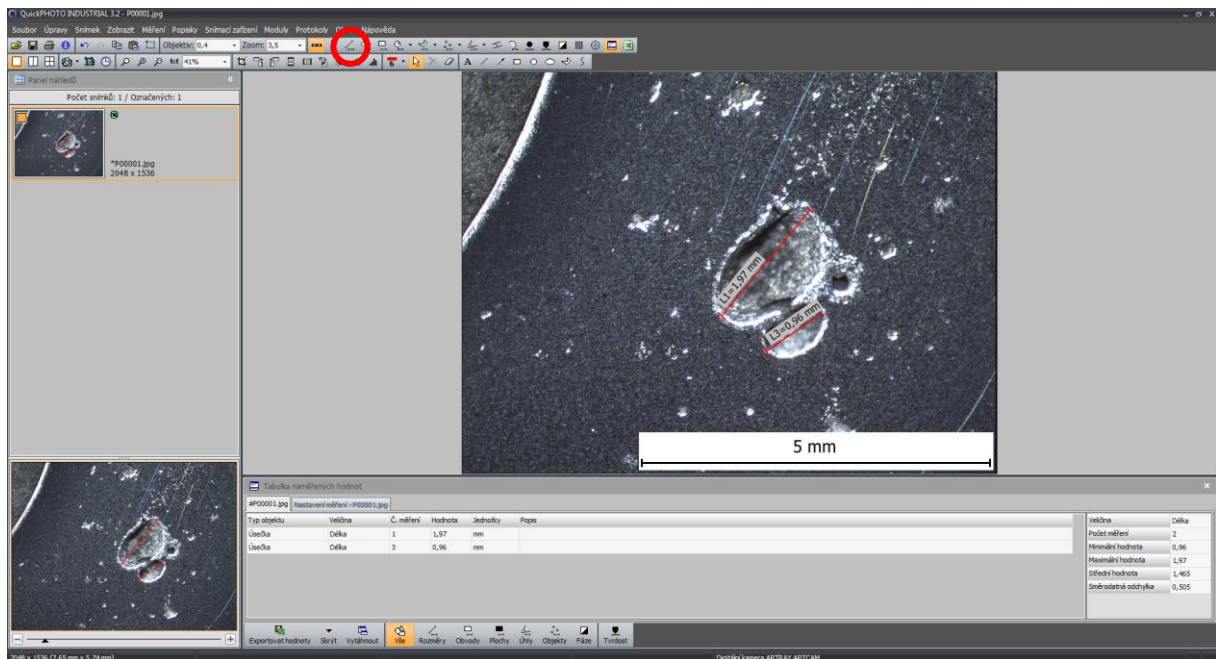 QuickPHOTO INDUSTRIAL 3.2 - P00001.jpg
Soubor Úpravy Snímek Zobrazit Měření Popisky Snímací zařízení Moduly Protokoly Nápověda
Objektiv: 0,4 Zoom: 3,5
1:1 41% A
Panel náhledů
Počet snímků: 1 / Označených: 1
*P00001.jpg
2048 x 1536
L1=1,97 mm
L3=0,96 mm
5 mm
Tabulka naměřených hodnot
#P00001.jpg Nastavení měření - P00001.jpg
Typ objektu Veličina Č. měření Hodnota Jednotky Popis
Úsečka Délka 1 1,97 mm
Úsečka Délka 3 0,96 mm
Veličina Délka
Počet měření 2
Minimální hodnota 0,96
Maximální hodnota 1,97
Střední hodnota 1,465
Směrodatná odchylka 0,505
Exportovat hodnoty Skrýt Vytáhnout Vše Rozměry Obvody Plochy Úhly Objekty Fáze Tvrdost
2048 x 1536 (7,65 mm x 5,74 mm) Digitální kamera ARTRAY ARTCAM